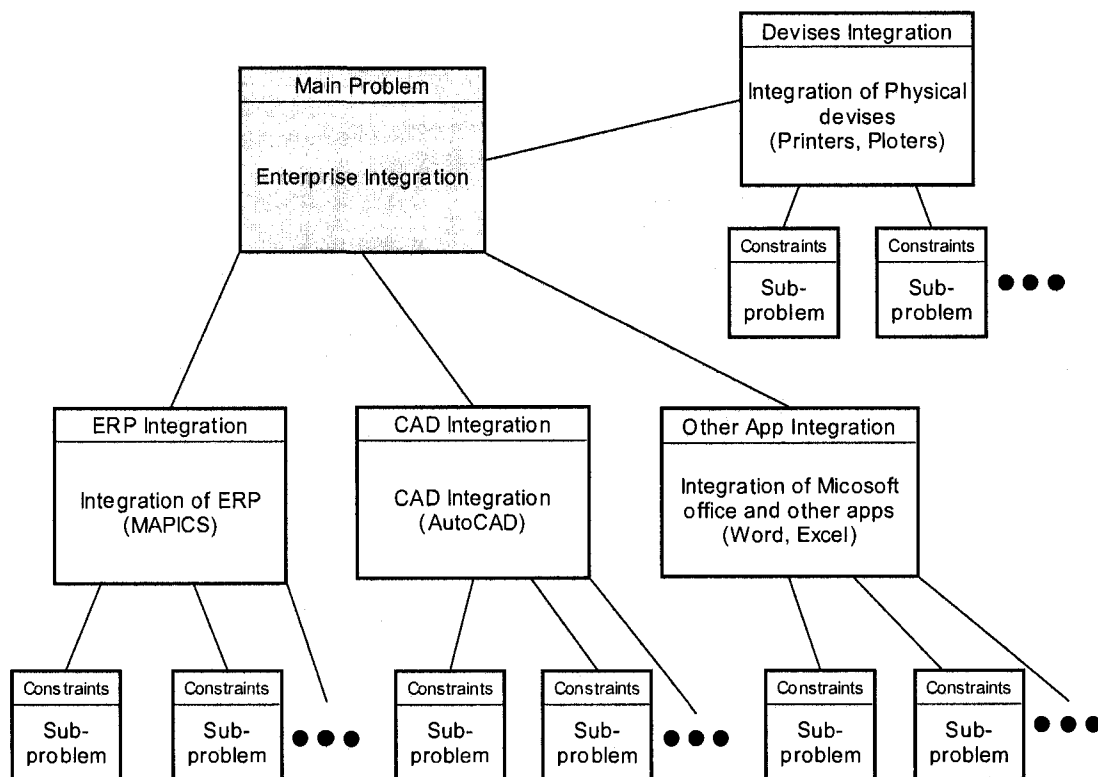 Devises Integration
Integration of Physical
devises
(Printers, Ploters)
Main Problem
Enterprise Integration
Constraints
Sub-
problem
Constraints
Sub-
problem
ERP Integration
Integration of ERP
(MAPICS)
CAD Integration
CAD Integration
(AutoCAD)
Other App Integration
Integration of Micosoft
office and other apps
(Word, Excel)
Constraints
Sub-
problem
Constraints
Sub-
problem
Constraints
Sub-
problem
Constraints
Sub-
problem
Constraints
Sub-
problem
Constraints
Sub-
problem